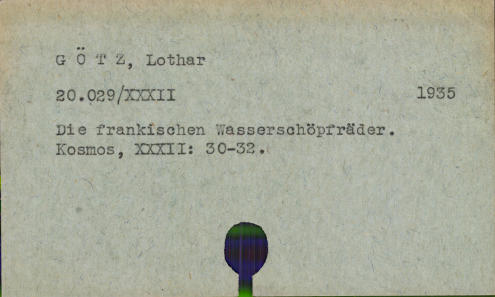 G Ö T Z, Lothar
20.029/XXXII 1935
Die frankischen Wasserschöpfräder.
Kosmos, XXXII: 30-32.